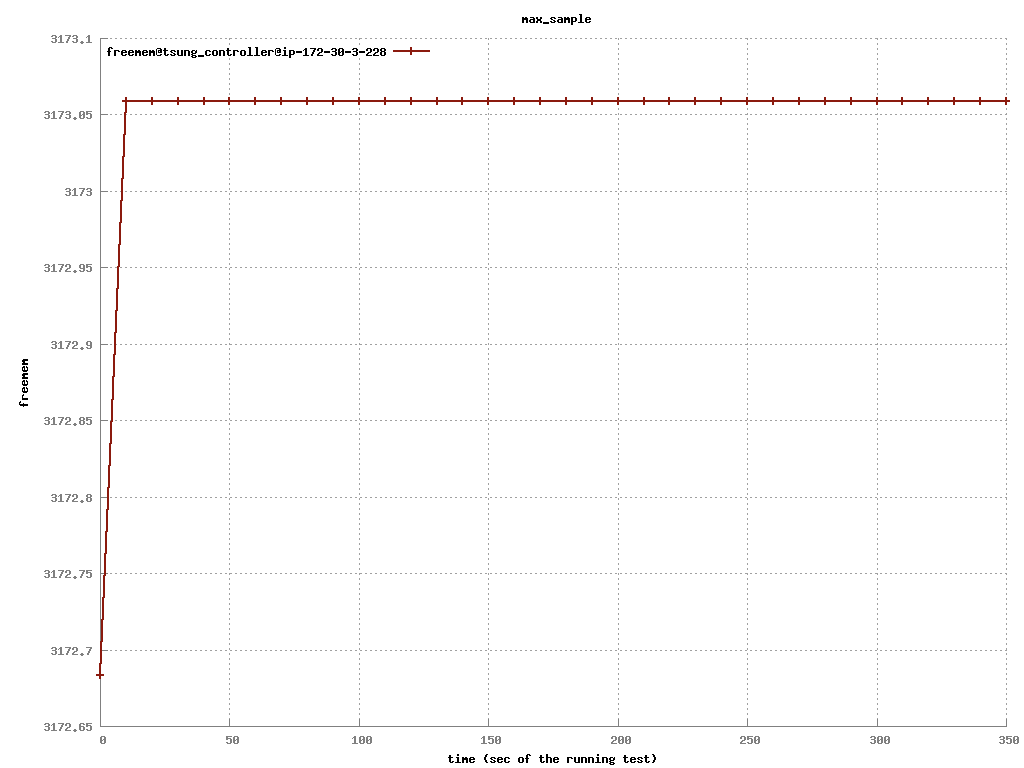 max_sample
3173.1
freemem@tsung_controller@ip-172-30-3-228
3173.05
3173
3172.95
3172.9
freemem
3172.85
3172.8
3172.75
3172.7
3172.65
0 50 100 150 200 250 300 350
time (sec of the running test)